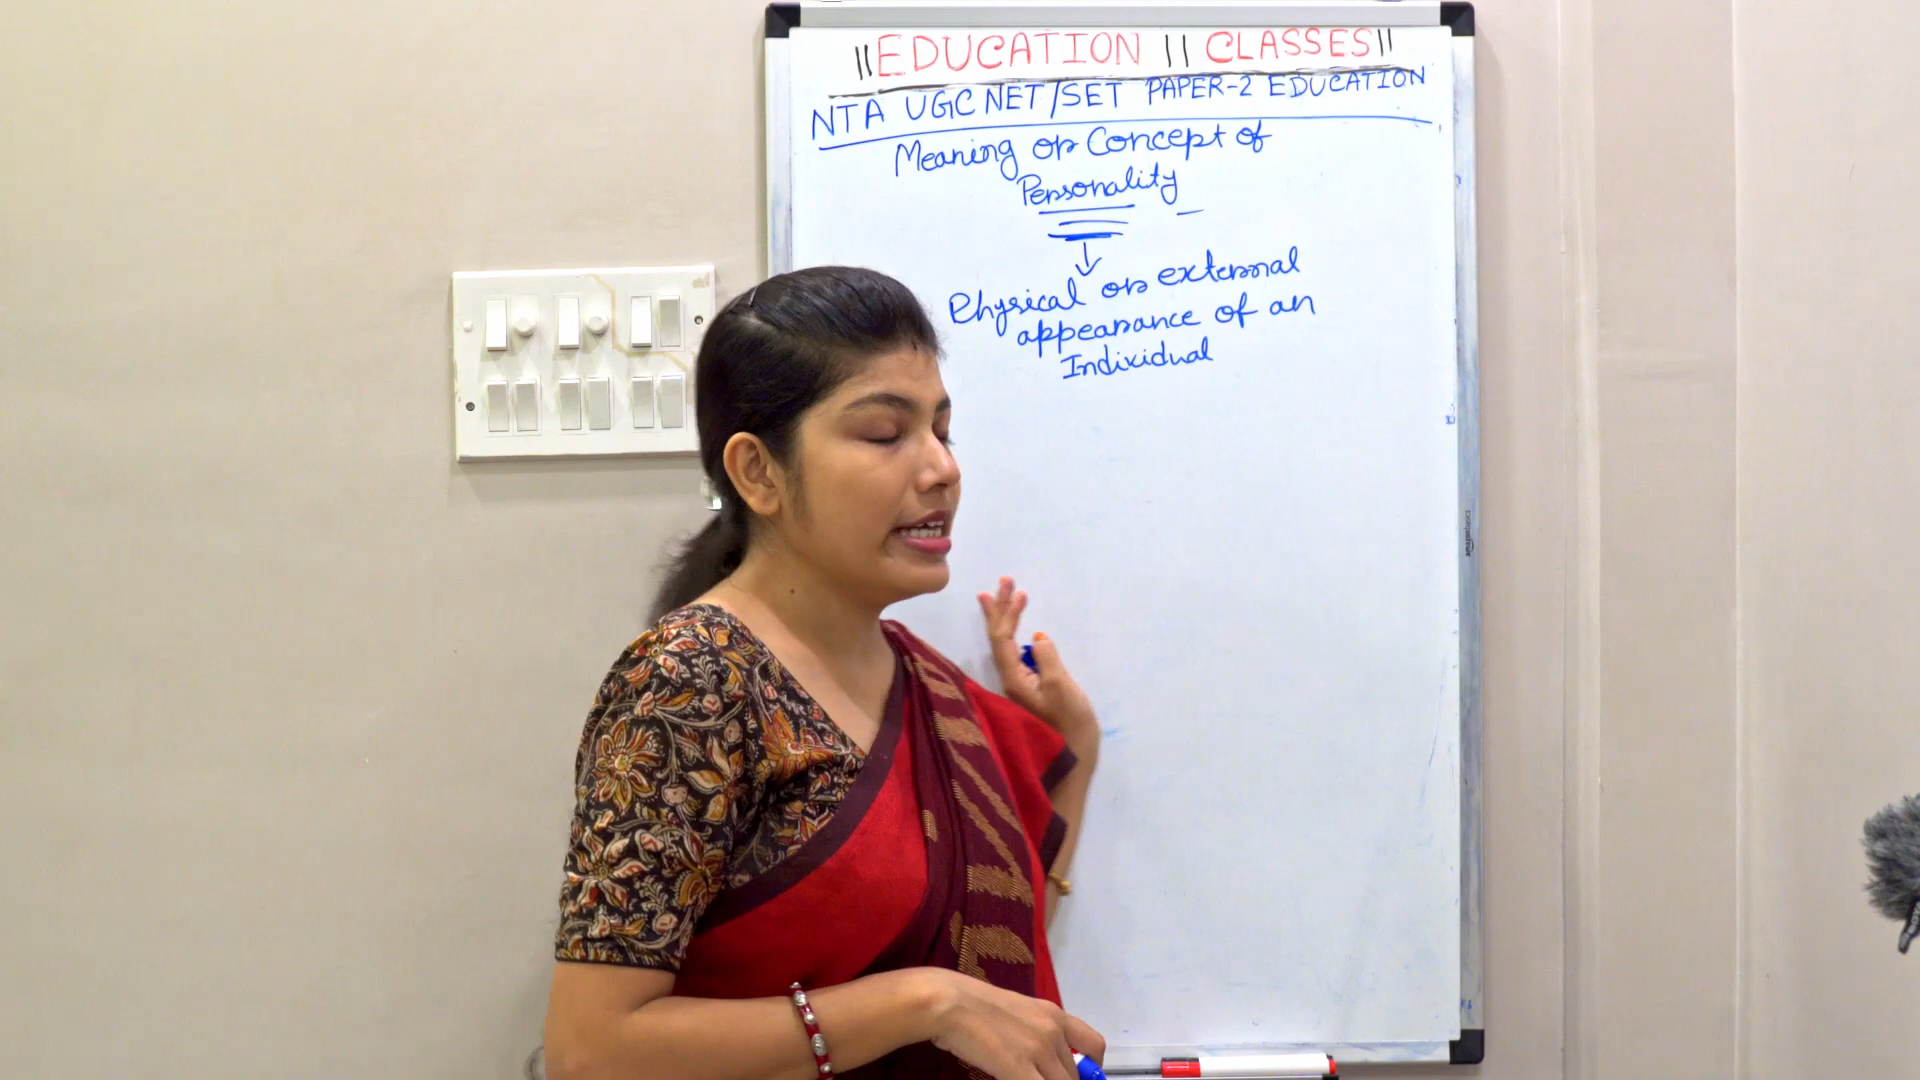 ||EDUCATION || CLASSES||
NTA UGC NET/SET PAPER-2 EDUCATION
Meaning or Concept of
Personality
Physical or external
appearance of an
Individual